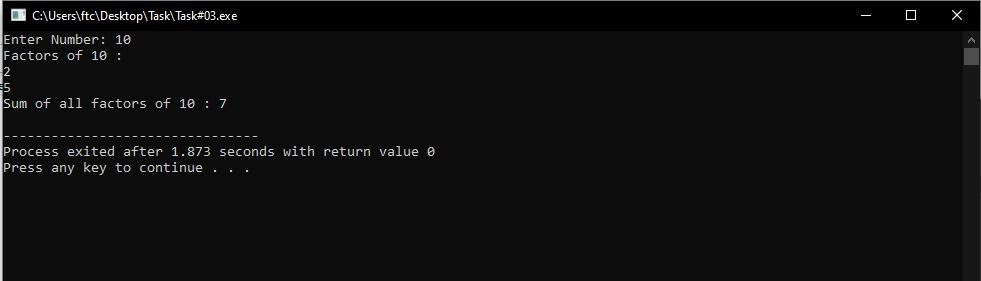 C:\Users\ftc\Desktop\Task\Task#03.exe
Enter Number: 10
Factors of 10 :
2
5
Sum of all factors of 10 : 7
--------------------------------
Process exited after 1.873 seconds with return value 0
Press any key to continue . . .